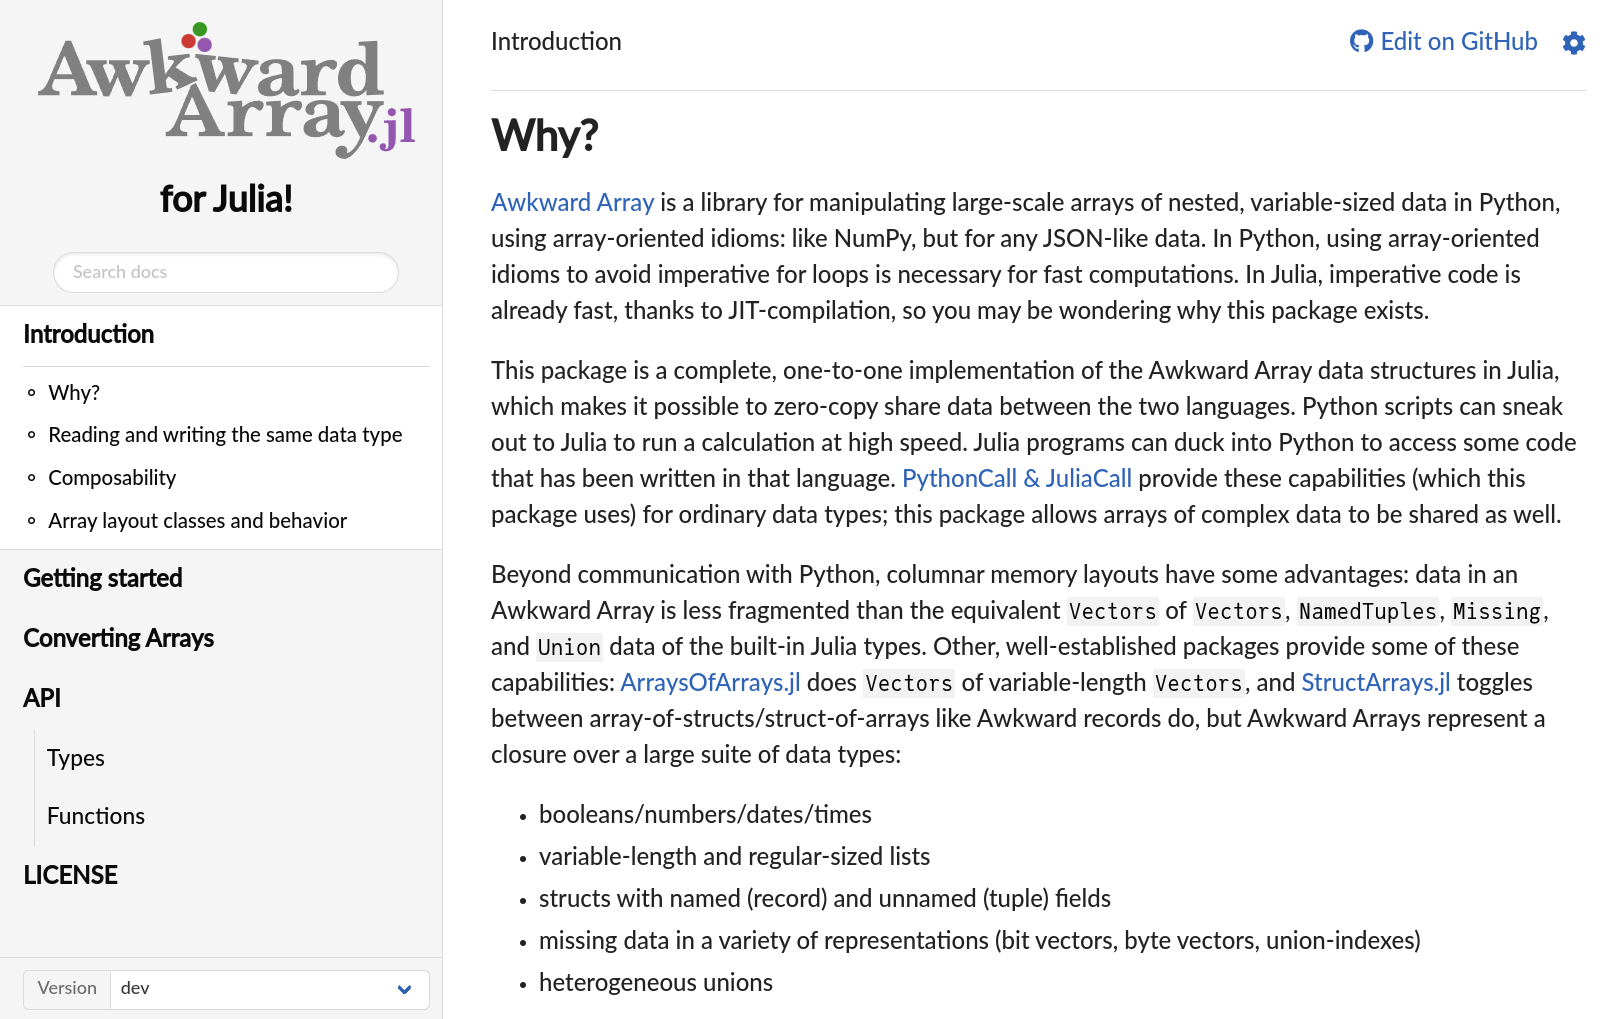 Awkward
Array.jl
for Julia!
Search docs
Introduction
Why?
Reading and writing the same data type
Composability
Array layout classes and behavior
Getting started
Converting Arrays
API
Types
Functions
LICENSE
Version dev
Introduction
Edit on GitHub
Why?
Awkward Array is a library for manipulating large-scale arrays of nested, variable-sized data in Python,
using array-oriented idioms: like NumPy, but for any JSON-like data. In Python, using array-oriented
idioms to avoid imperative for loops is necessary for fast computations. In Julia, imperative code is
already fast, thanks to JIT-compilation, so you may be wondering why this package exists.
This package is a complete, one-to-one implementation of the Awkward Array data structures in Julia,
which makes it possible to zero-copy share data between the two languages. Python scripts can sneak
out to Julia to run a calculation at high speed. Julia programs can duck into Python to access some code
that has been written in that language. PythonCall & JuliaCall provide these capabilities (which this
package uses) for ordinary data types; this package allows arrays of complex data to be shared as well.
Beyond communication with Python, columnar memory layouts have some advantages: data in an
Awkward Array is less fragmented than the equivalent Vectors of Vectors, NamedTuples, Missing,
and Union data of the built-in Julia types. Other, well-established packages provide some of these
capabilities: ArraysOfArrays.jl does Vectors of variable-length Vectors, and StructArrays.jl toggles
between array-of-structs/struct-of-arrays like Awkward records do, but Awkward Arrays represent a
closure over a large suite of data types:
• booleans/numbers/dates/times
• variable-length and regular-sized lists
• structs with named (record) and unnamed (tuple) fields
• missing data in a variety of representations (bit vectors, byte vectors, union-indexes)
• heterogeneous unions